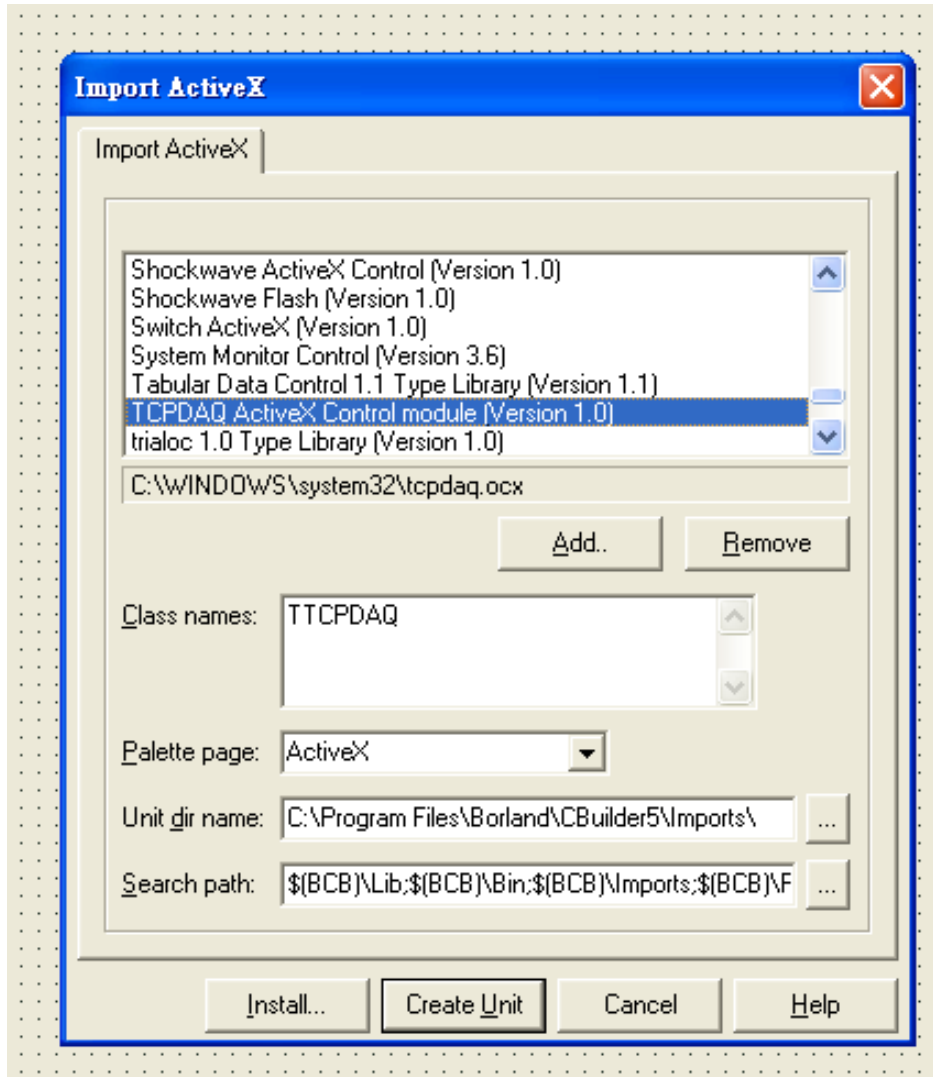 Import ActiveX
Import ActiveX
Shockwave ActiveX Control (Version 1.0)
Shockwave Flash (Version 1.0)
Switch ActiveX (Version 1.0)
System Monitor Control (Version 3.6)
Tabular Data Control 1.1 Type Library (Version 1.1)
TCPDAQ ActiveX Control module (Version 1.0)
trialoc 1.0 Type Library (Version 1.0)
C:\WINDOWS\system32\tcpdaq.ocx
Add.. Remove
Class names: TTCPDAQ
Palette page: ActiveX
Unit dir name: C:\Program Files\Borland\CBuilder5\Imports\ ...
Search path: $(BCB)\Lib;$(BCB)\Bin;$(BCB)\Imports;$(BCB)\F ...
Install... Create Unit Cancel Help